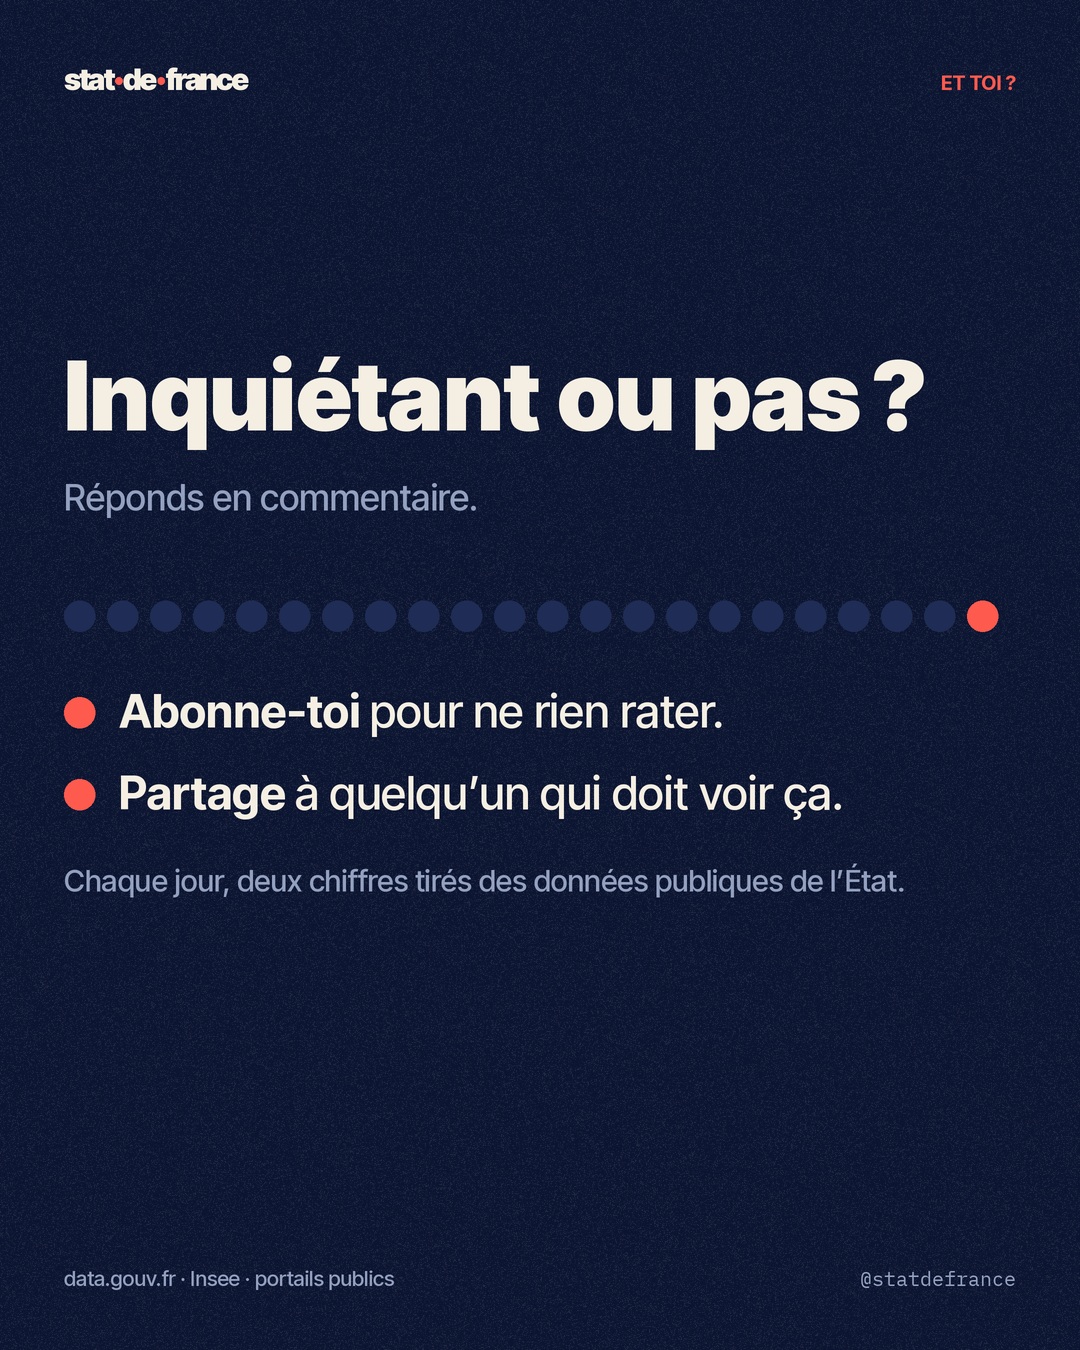 stat·de·france
ET TOI ?
Inquiétant ou pas ?
Réponds en commentaire.
Abonne-toi pour ne rien rater.
Partage à quelqu’un qui doit voir ça.
Chaque jour, deux chiffres tirés des données publiques de l’État.
data.gouv.fr · Insee · portails publics
@statdefrance